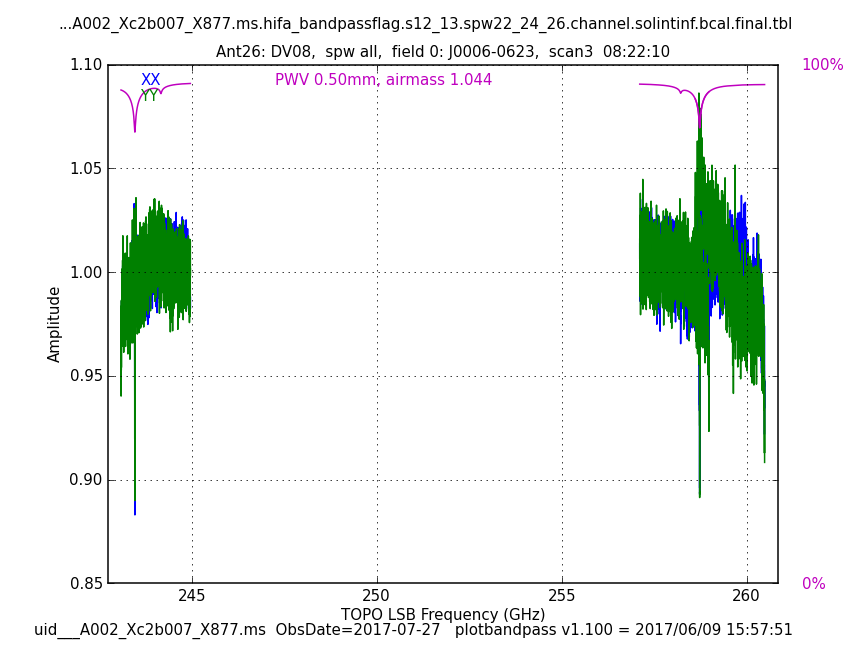 ...A002_Xc2b007_X877.ms.hifa_bandpassflag.s12_13.spw22_24_26.channel.solintinf.bcal.final.tbl
Ant26: DV08,  spw all,  field 0: J0006-0623,  scan3  08:22:10
1.10
100%
XX
PWV 0.50mm, airmass 1.044
YY
1.05
1.00
Amplitude
0.95
0.90
0.85
0%
245
250
255
260
TOPO LSB Frequency (GHz)
uid___A002_Xc2b007_X877.ms  ObsDate=2017-07-27   plotbandpass v1.100 = 2017/06/09 15:57:51